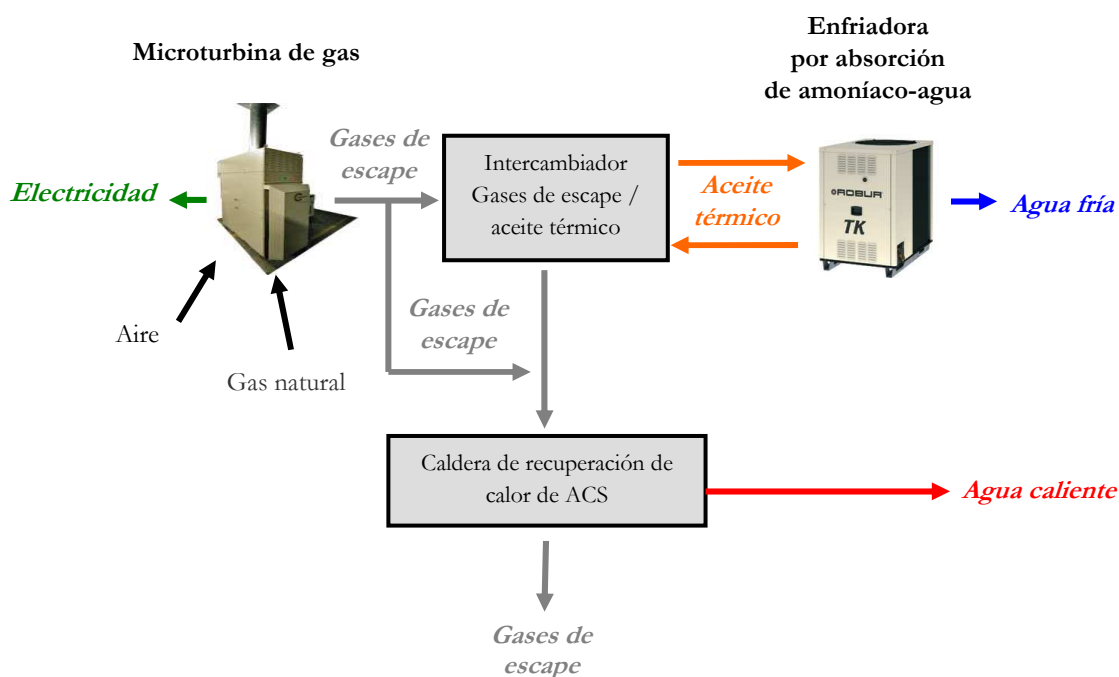 Microturbina de gas
Enfriadora
por absorción
de amoníaco-agua
Gases de
escape
Intercambiador
Gases de escape /
aceite térmico
Aceite
térmico
ROBUR
TK
Electricidad
Agua fría
Aire
Gas natural
Gases de
escape
Caldera de recuperación de
calor de ACS
Agua caliente
Gases de
escape